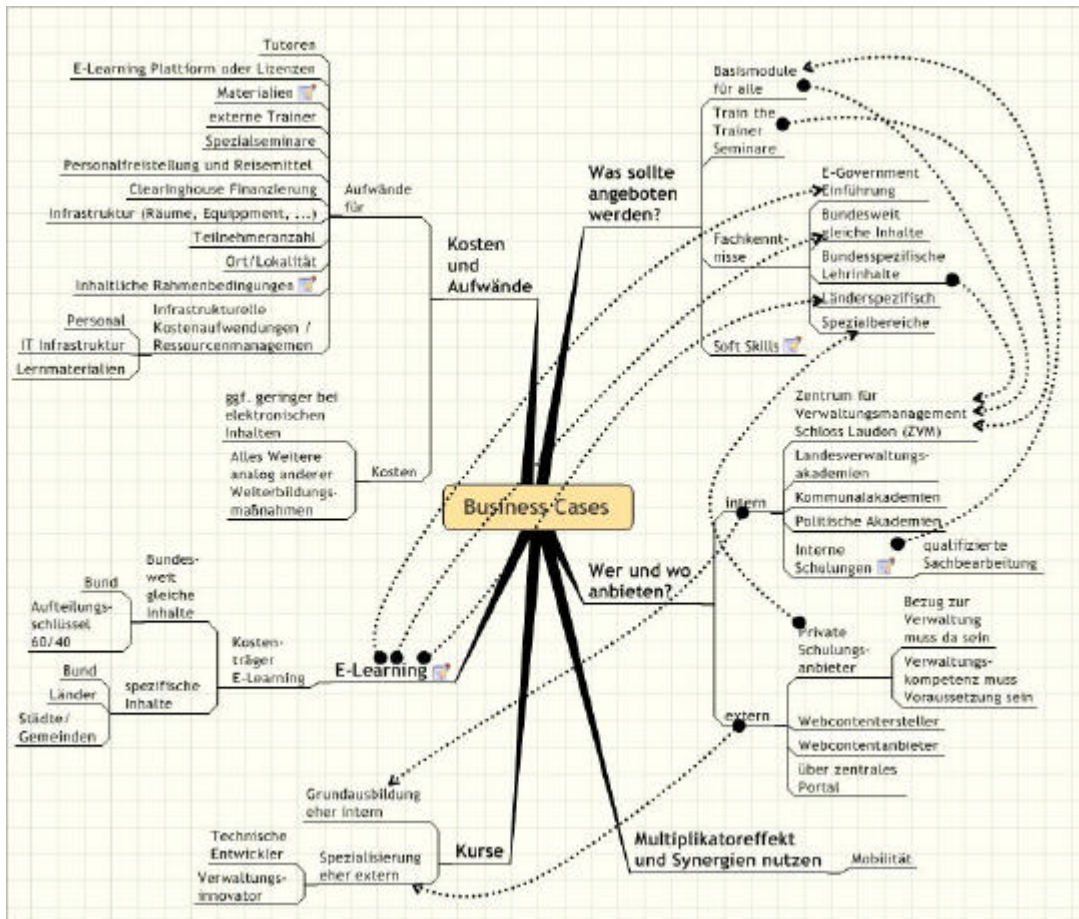 Business Cases
Kosten
und
Aufwände
Aufwände
für
Tutoren
E-Learning Plattform oder Lizenzen
Materialien
externe Trainer
Spezialseminare
Personalfreistellung und Reisemittel
Clearinghouse Finanzierung
Infrastruktur (Räume, Equippment, ...)
Teilnehmeranzahl
Ort/Lokalität
Inhaltliche Rahmenbedingungen
Infrastrukturelle
Kostenaufwendungen /
Ressourcenmanagemen
Personal
IT Infrastruktur
Lernmaterialien
Kosten
ggf. geringer bei
elektronischen
Inhalten
Alles Weitere
analog anderer
Weiterbildungs-
maßnahmen
Was sollte
angeboten
werden?
Basismodule
für alle
Train the
Trainer
Seminare
Fachkennt-
nisse
E-Government
Einführung
Bundesweit
gleiche Inhalte
Bundesspezifische
Lehrinhalte
Länderspezifisch
Spezialbereiche
Soft Skills
Wer und wo
anbieten?
intern
Zentrum für
Verwaltungsmanagement
Schloss Laudon (ZVM)
Landesverwaltungs-
akademien
Kommunalakademien
Politische Akademien
Interne
Schulungen
qualifizierte
Sachbearbeitung
extern
Private
Schulungs-
anbieter
Bezug zur
Verwaltung
muss da sein
Verwaltungs-
kompetenz muss
Voraussetzung sein
Webcontentersteller
Webcontentanbieter
über zentrales
Portal
Multiplikatoreffekt
und Synergien nutzen
Mobilität
E-Learning
Kosten-
träger
E-Learning
Bundes-
weit
gleiche
Inhalte
Bund
Aufteilungs-
schlüssel
60/40
spezifische
Inhalte
Bund
Länder
Städte/
Gemeinden
Kurse
Grundausbildung
eher intern
Spezialisierung
eher extern
Technische
Entwickler
Verwaltungs-
innovator